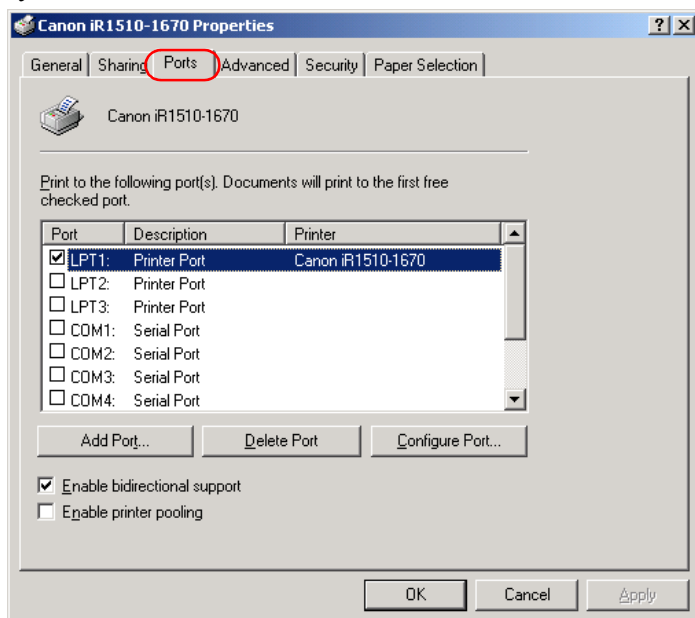 Canon iR1510-1670 Properties
General Sharing Ports Advanced Security Paper Selection
Canon iR1510-1670
Print to the following port(s). Documents will print to the first free
checked port.
Port Description Printer
LPT1: Printer Port Canon iR1510-1670
LPT2: Printer Port
LPT3: Printer Port
COM1: Serial Port
COM2: Serial Port
COM3: Serial Port
COM4: Serial Port
Add Port... Delete Port Configure Port...
Enable bidirectional support
Enable printer pooling
OK Cancel Apply